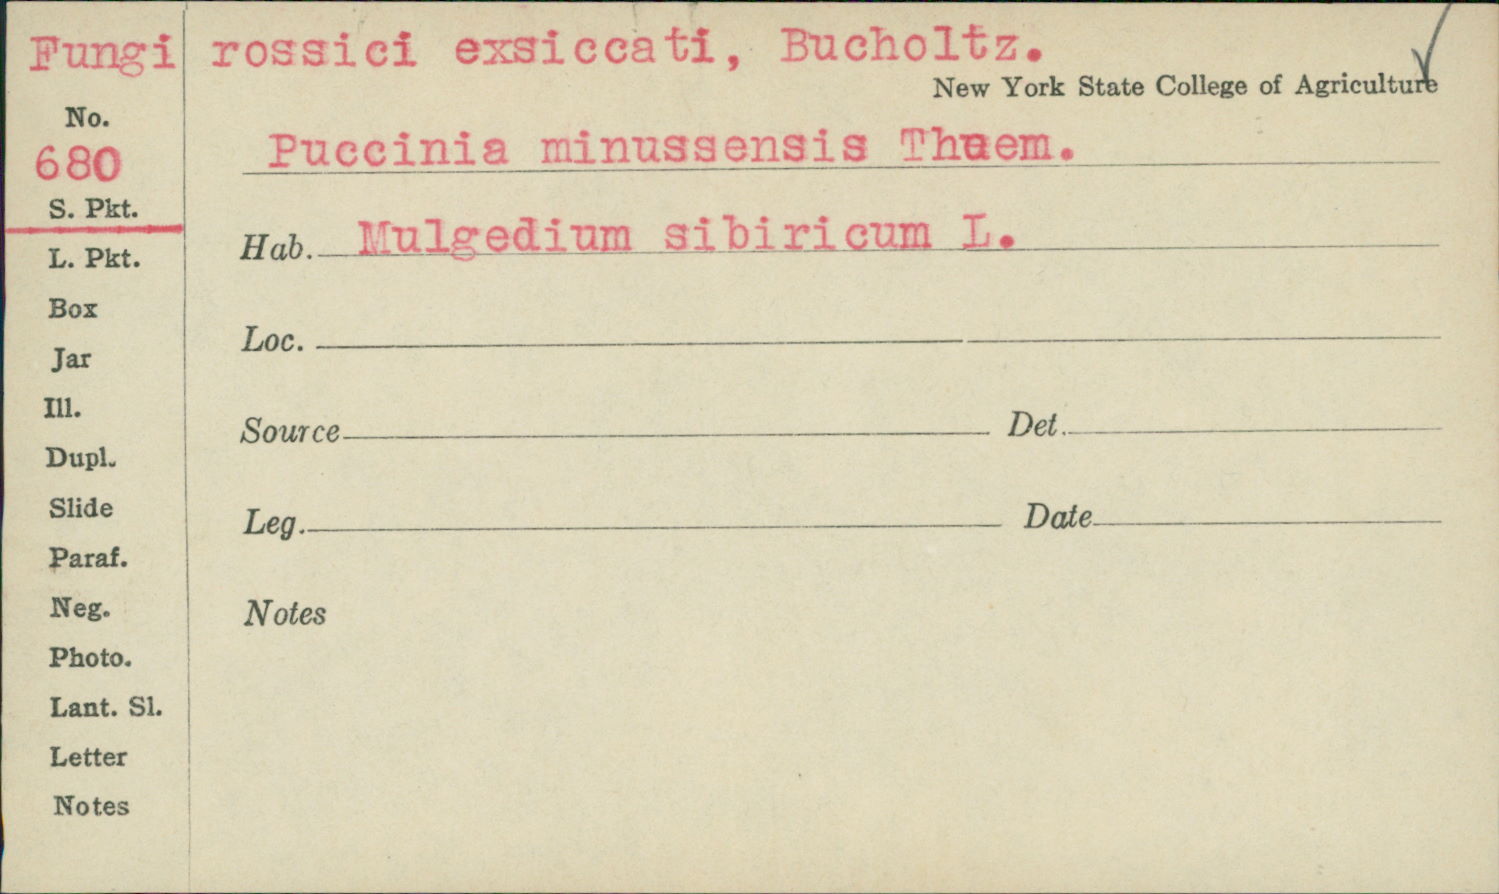 Fungi rossici exsiccati, Bucholtz.
New York State College of Agriculture
No.
680
Puccinia minussensis Thuem.
S. Pkt.
Hab. Mulgedium sibiricum L.
L. Pkt.
Box
Loc.
Jar
Ill.
Source Det.
Dupl.
Slide
Leg. Date
Paraf.
Neg.
Notes
Photo.
Lant. Sl.
Letter
Notes